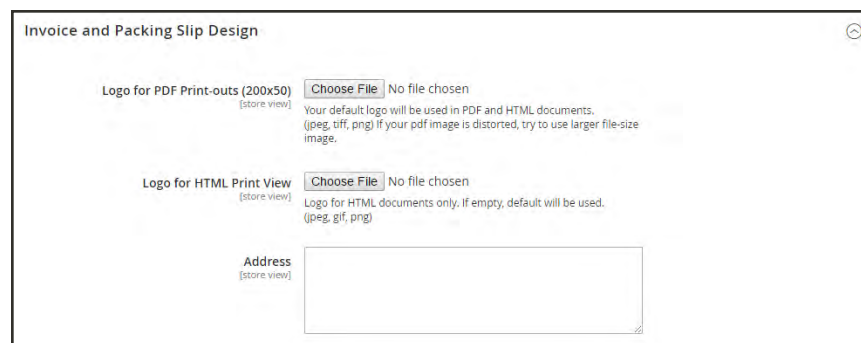 Invoice and Packing Slip Design
Logo for PDF Print-outs (200x50)
[store view]
Choose File No file chosen
Your default logo will be used in PDF and HTML documents.
(jpeg, tiff, png) If your pdf image is distorted, try to use larger file-size
image.
Logo for HTML Print View
[store view]
Choose File No file chosen
Logo for HTML documents only. If empty, default will be used.
(jpeg, gif, png)
Address
[store view]